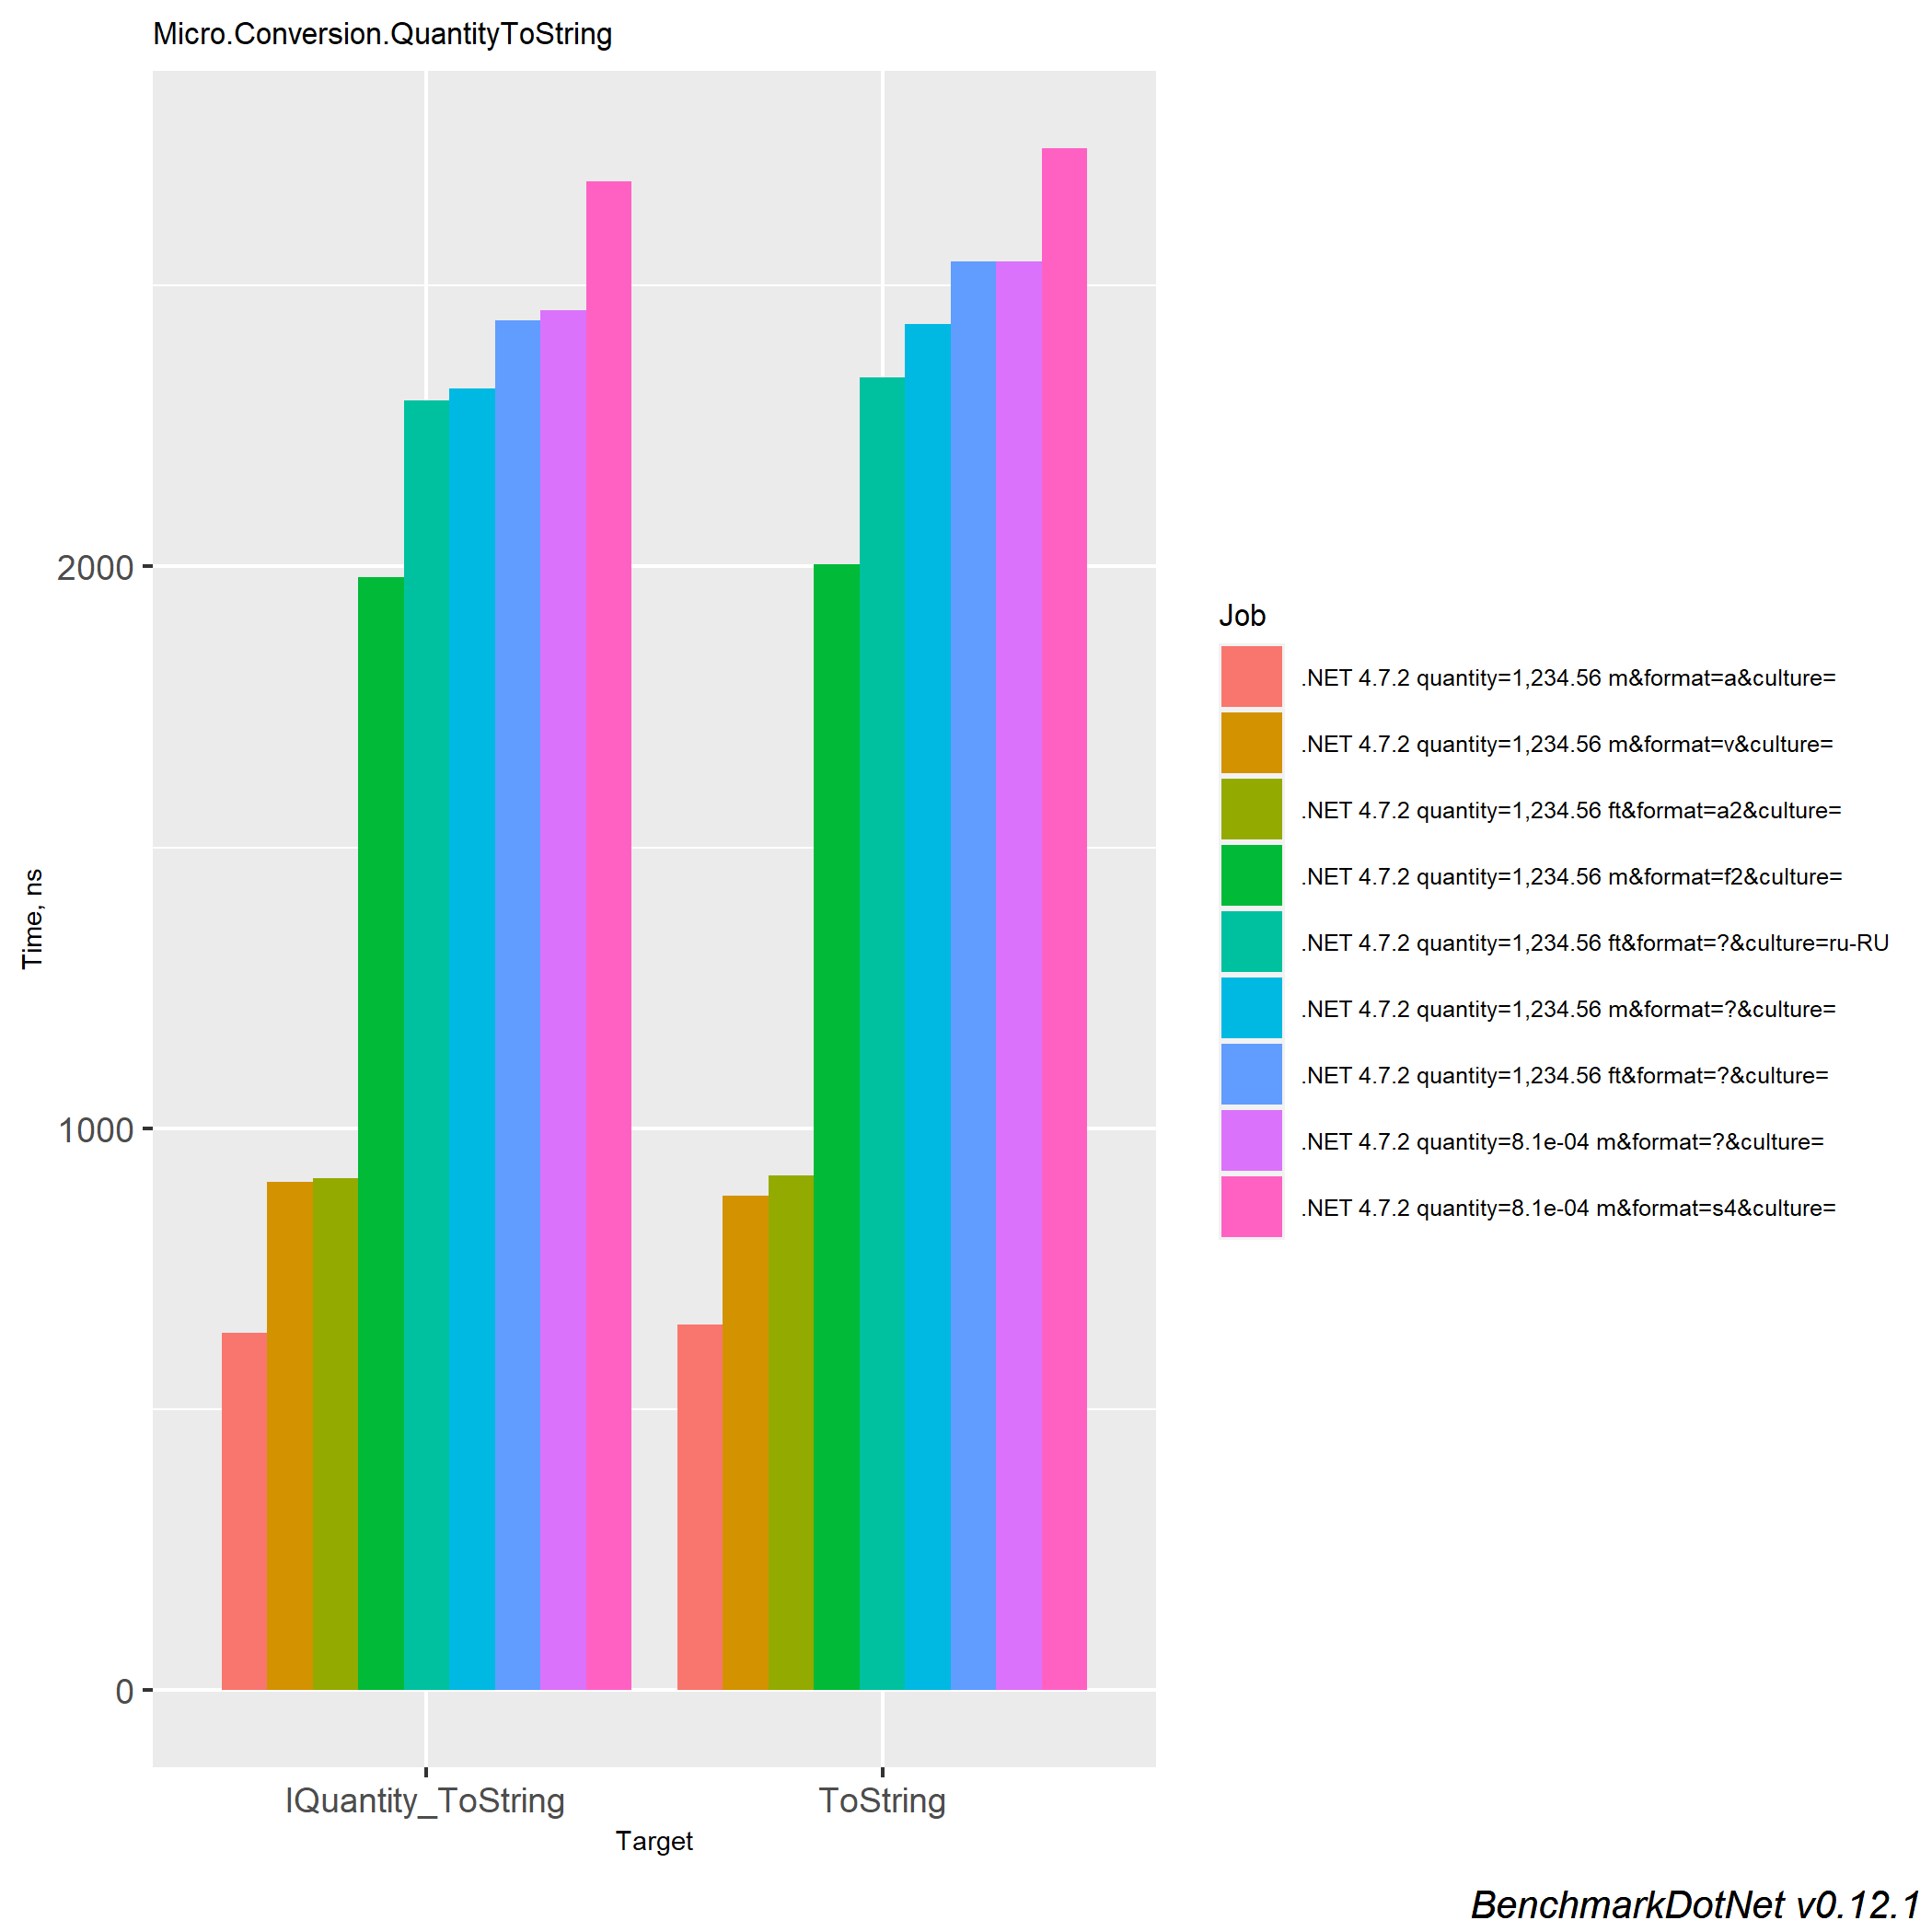 Micro.Conversion.QuantityToString
2000
1000
0
Time, ns
IQuantity_ToString
ToString
Target
Job
.NET 4.7.2 quantity=1,234.56 m&format=a&culture=
.NET 4.7.2 quantity=1,234.56 m&format=v&culture=
.NET 4.7.2 quantity=1,234.56 ft&format=a2&culture=
.NET 4.7.2 quantity=1,234.56 m&format=f2&culture=
.NET 4.7.2 quantity=1,234.56 ft&format=?&culture=ru-RU
.NET 4.7.2 quantity=1,234.56 m&format=?&culture=
.NET 4.7.2 quantity=1,234.56 ft&format=?&culture=
.NET 4.7.2 quantity=8.1e-04 m&format=?&culture=
.NET 4.7.2 quantity=8.1e-04 m&format=s4&culture=
BenchmarkDotNet v0.12.1